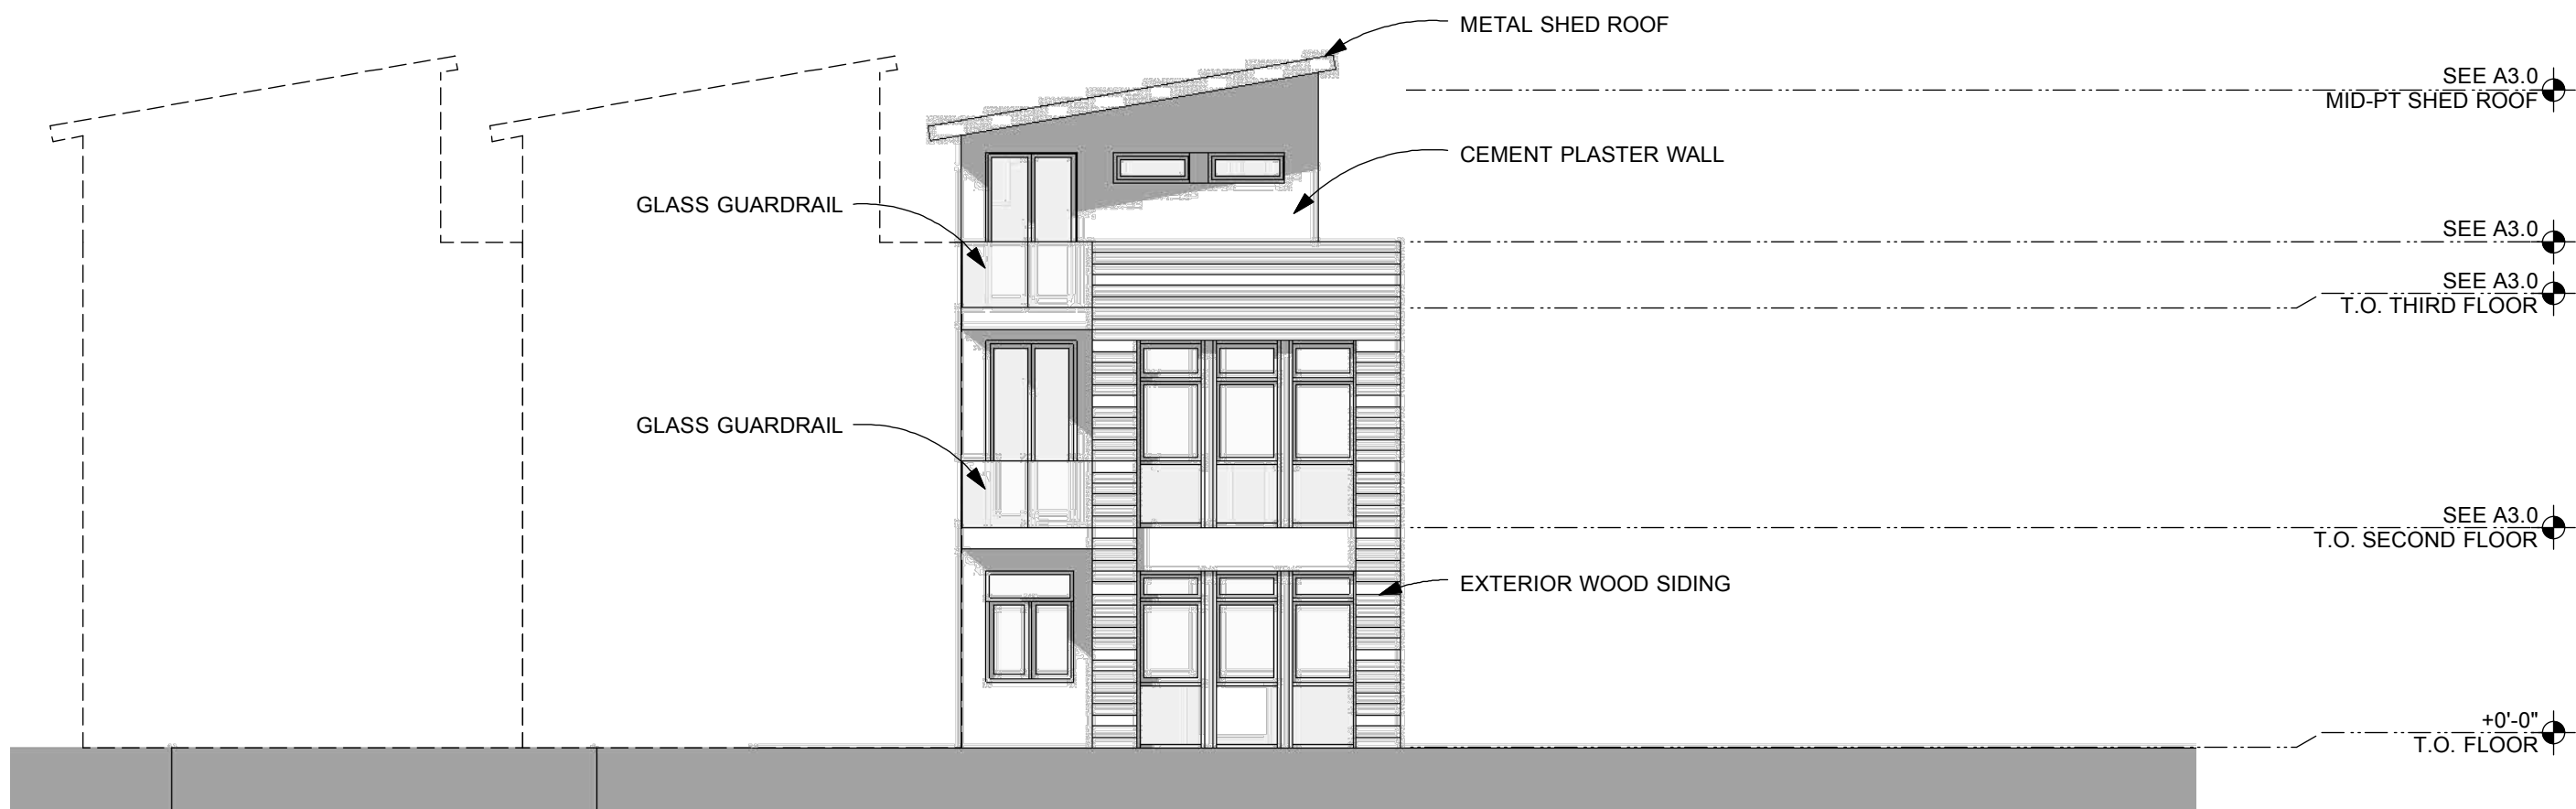 METAL SHED ROOF
SEE A3.0
MID-PT SHED ROOF
CEMENT PLASTER WALL
GLASS GUARDRAIL
SEE A3.0
SEE A3.0
T.O. THIRD FLOOR
GLASS GUARDRAIL
SEE A3.0
T.O. SECOND FLOOR
EXTERIOR WOOD SIDING
+0'-0"
T.O. FLOOR